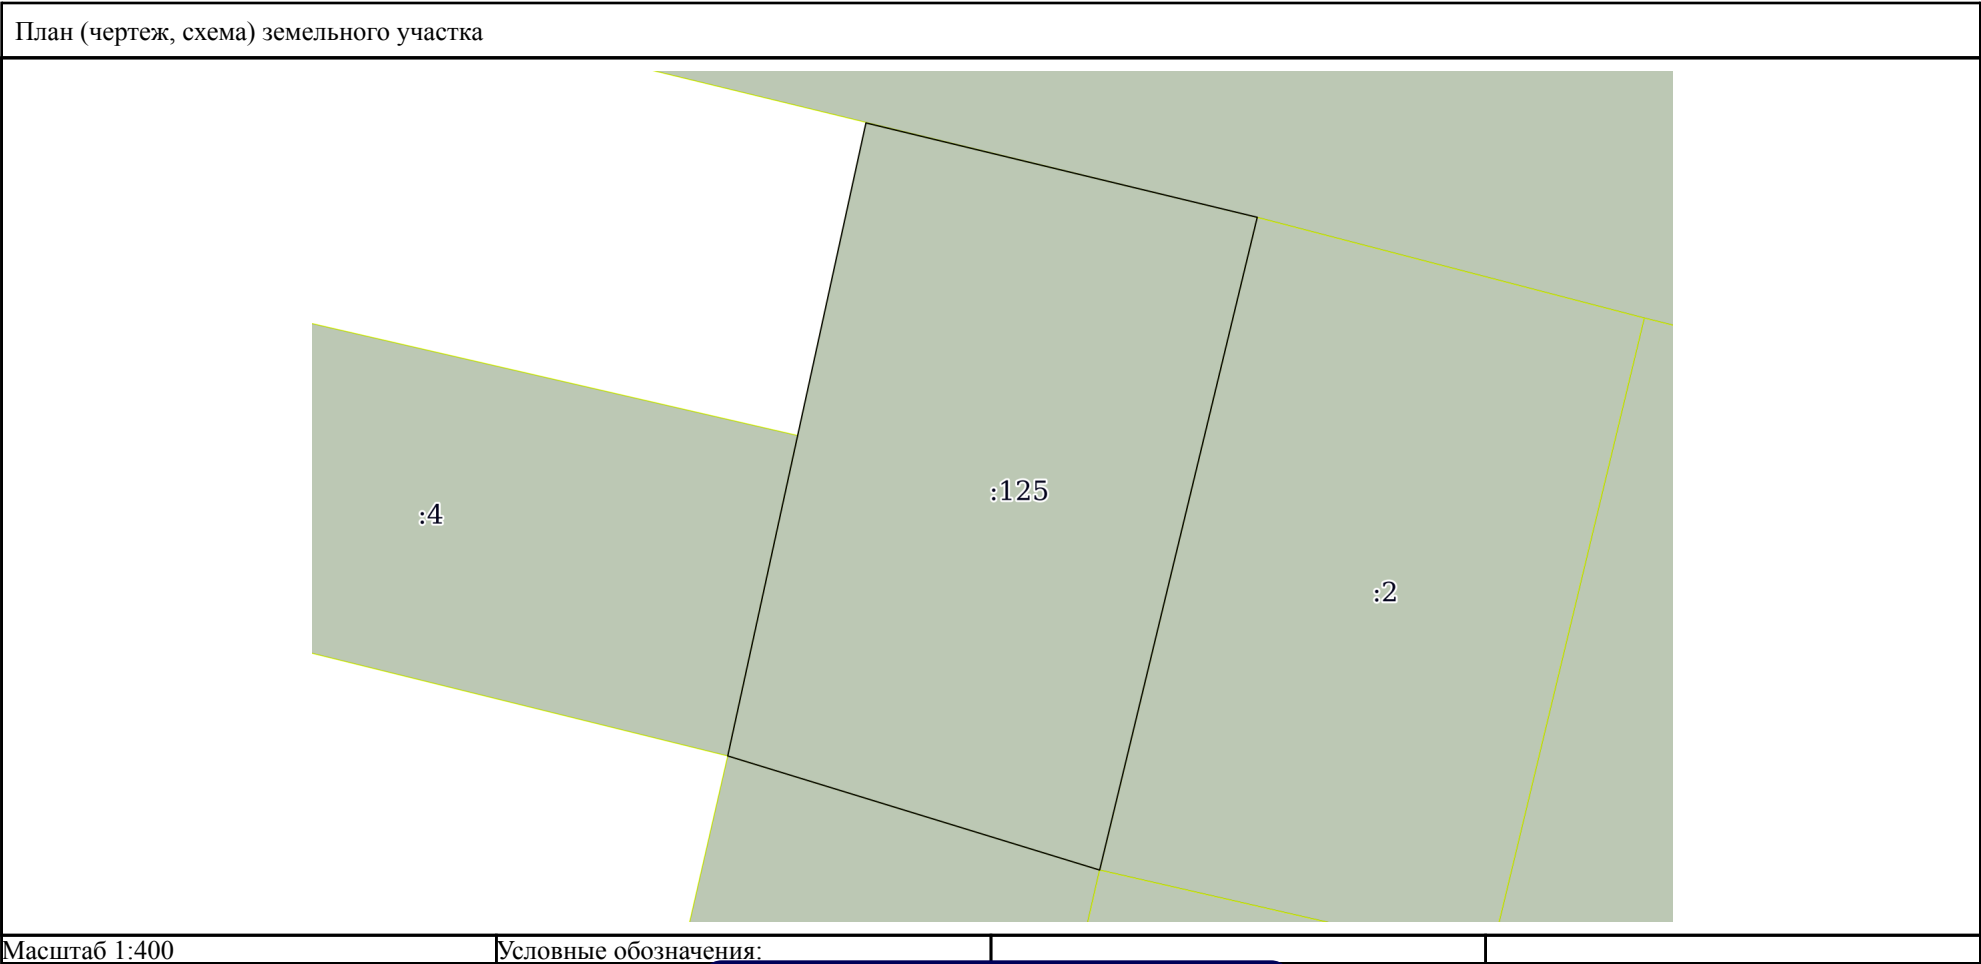 План (чертеж, схема) земельного участка
:125
:4
:2
Масштаб 1:400
Условные обозначения: